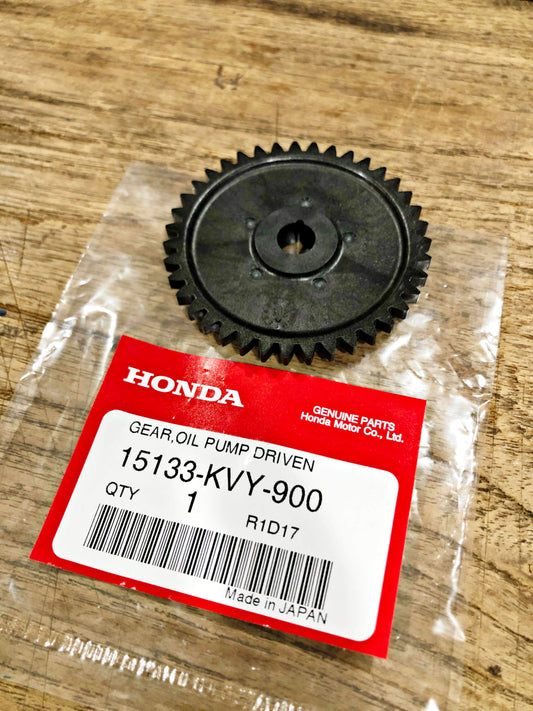 HONDA
GENUINE PARTS
Honda Motor Co., Ltd.
GEAR,OIL PUMP DRIVEN
15133-KVY-900
QTY 1 R1D17
Made in JAPAN